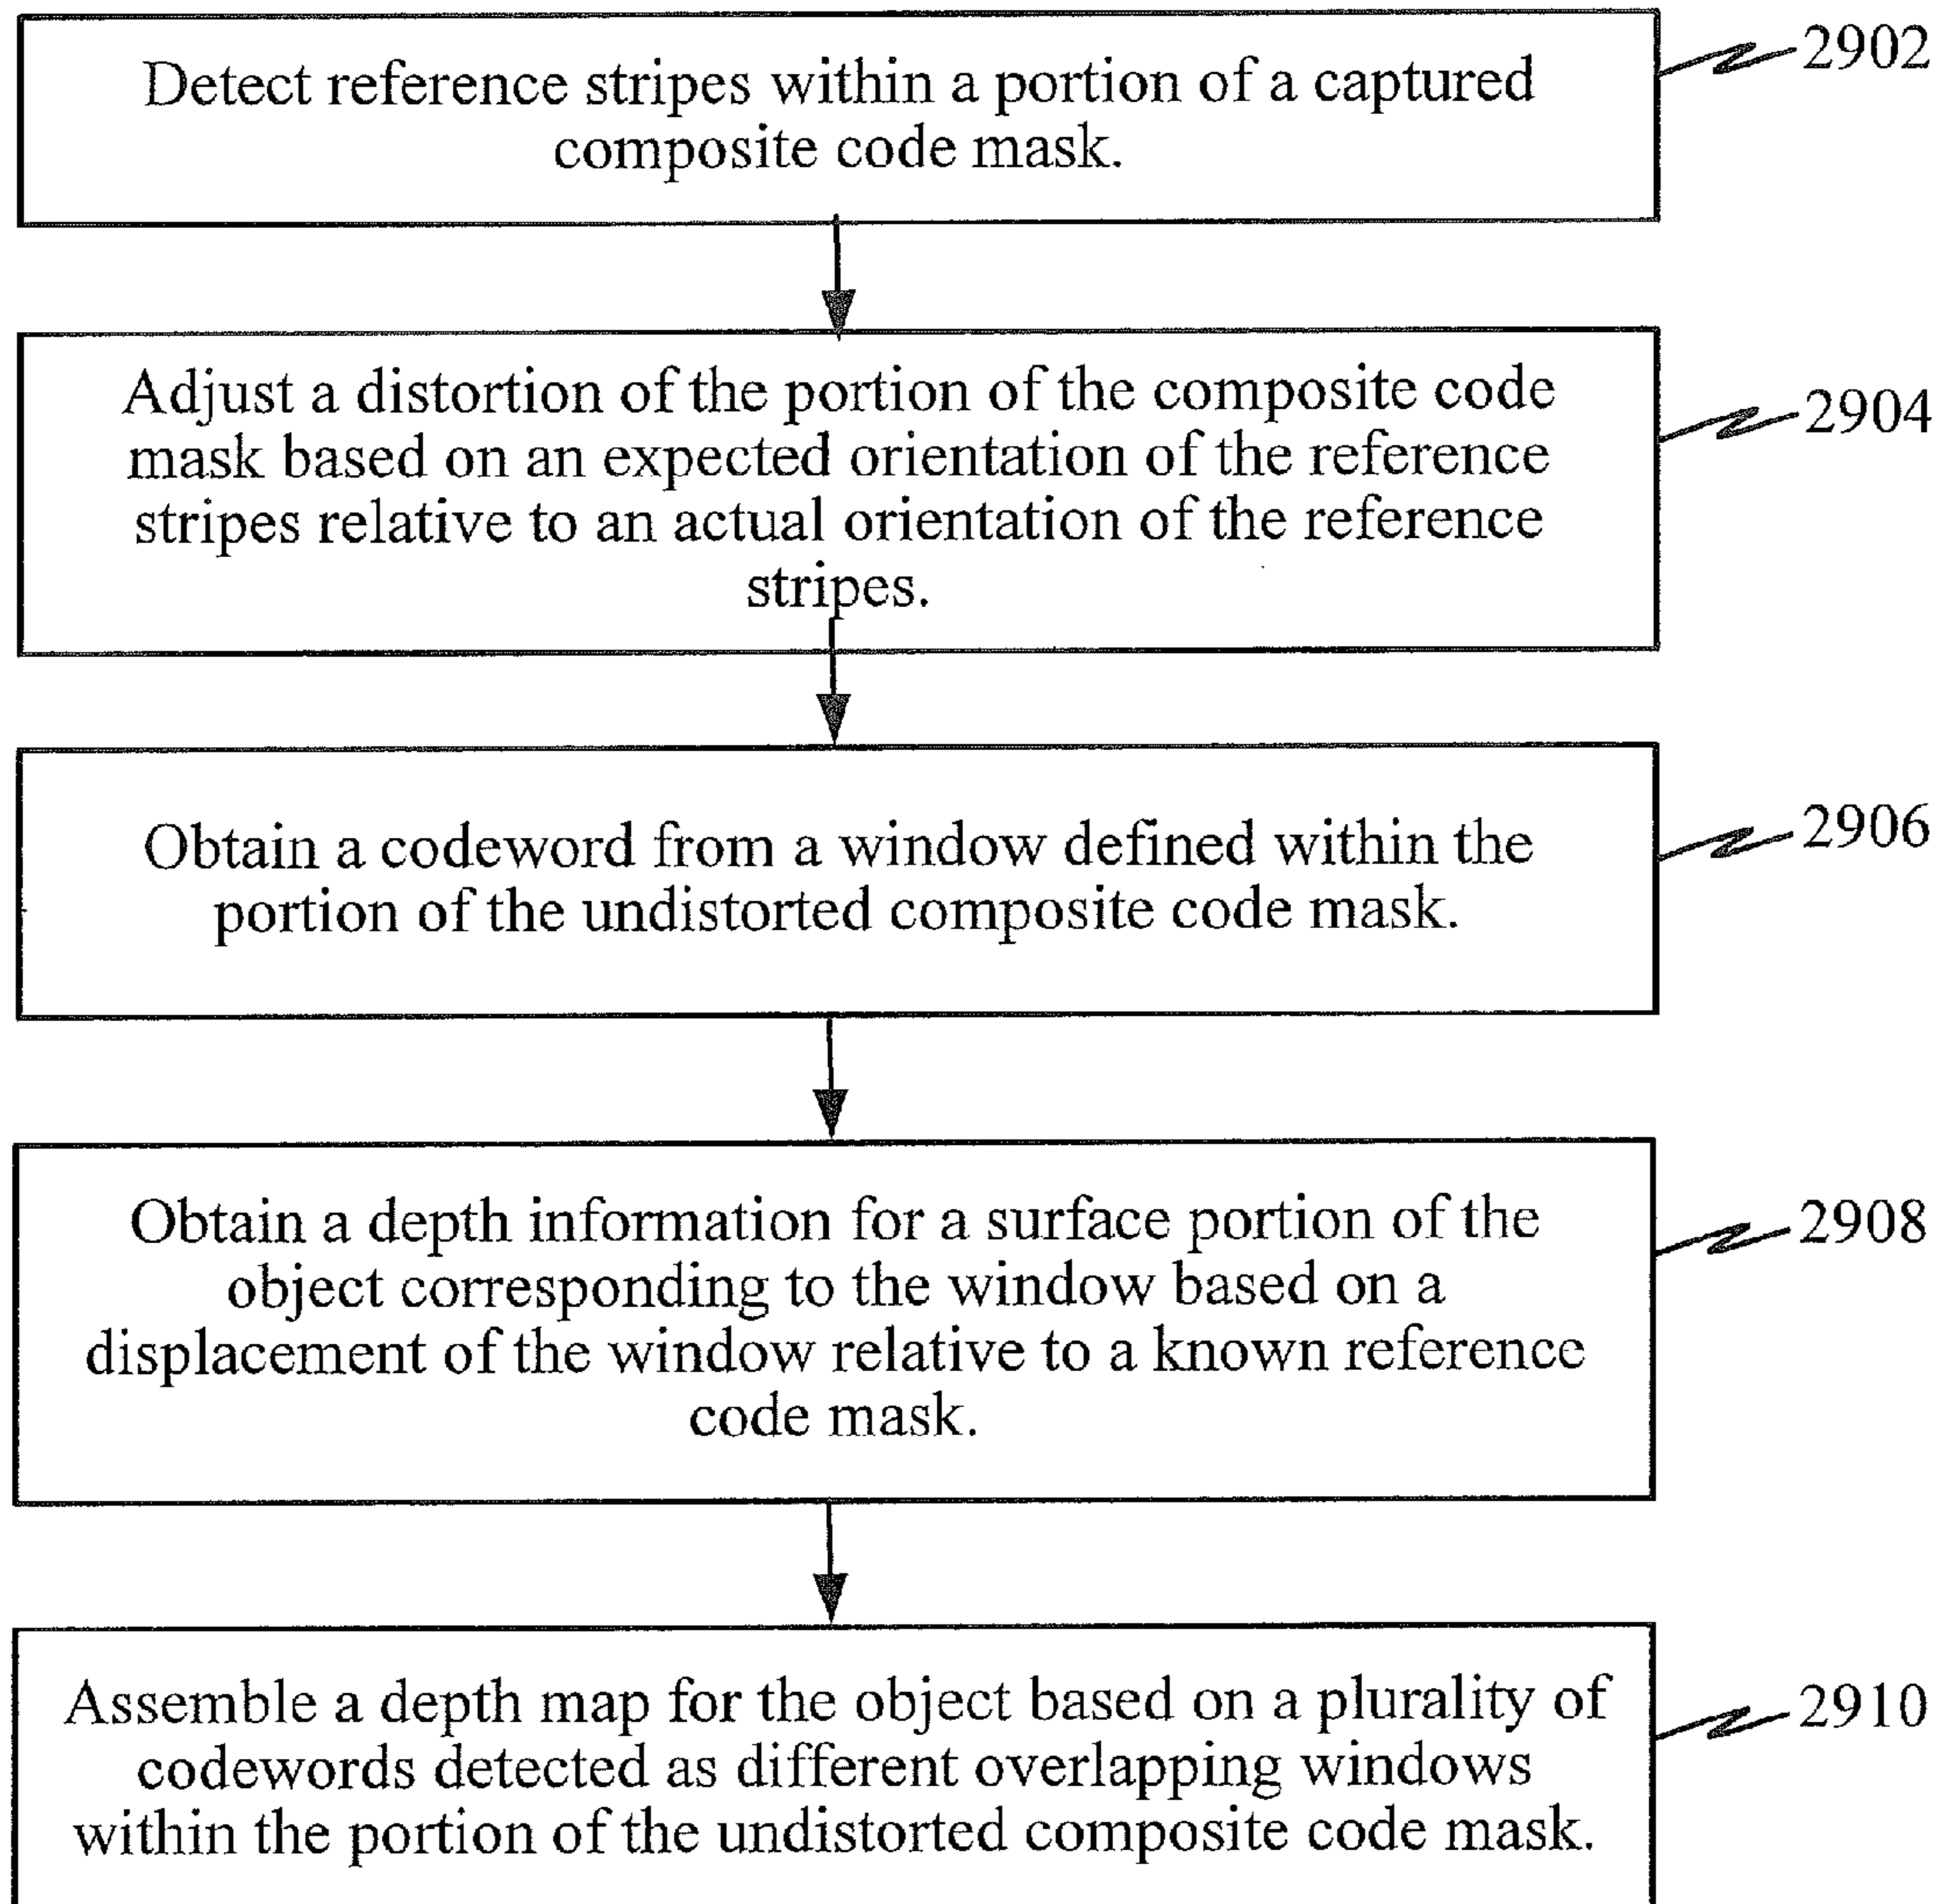 Detect reference stripes within a portion of a captured
composite code mask.
2902
Adjust a distortion of the portion of the composite code
mask based on an expected orientation of the reference
stripes relative to an actual orientation of the reference
stripes.
2904
Obtain a codeword from a window defined within the
portion of the undistorted composite code mask.
2906
Obtain a depth information for a surface portion of the
object corresponding to the window based on a
displacement of the window relative to a known reference
code mask.
2908
Assemble a depth map for the object based on a plurality of
codewords detected as different overlapping windows
within the portion of the undistorted composite code mask.
2910